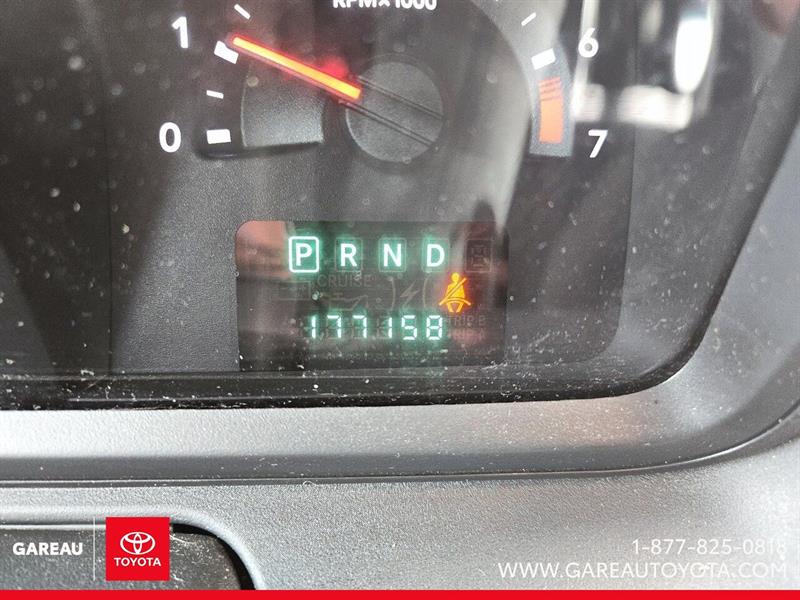 RPM×1000
1
6
0
7
P R N D
CRUISE
177158
GAREAU
TOYOTA
1-877-825-0818
WWW.GAREAUTOYOTA.COM